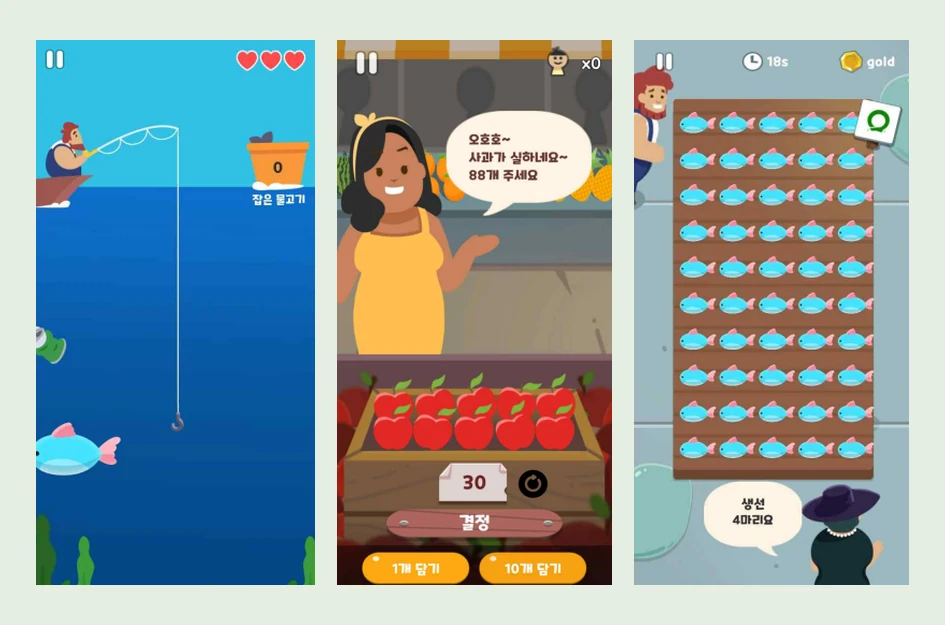 0
잡은 물고기
x0
오호호~
사과가 실하네요~
88개 주세요
30
결정
1개 담기
10개 담기
18s
gold
생선
4마리요